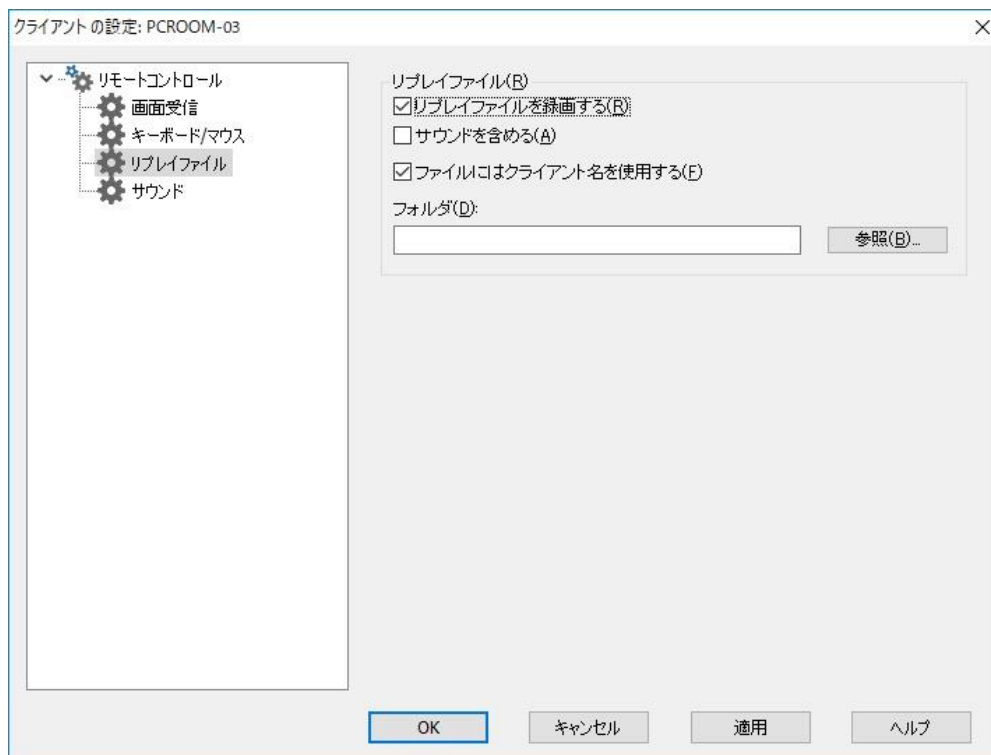 クライアントの設定: PCROOM-03
リモートコントロール
画面受信
キーボード/マウス
リプレイファイル
サウンド
リプレイファイル(R)
リプレイファイルを録画する(R)
サウンドを含める(A)
ファイルにはクライアント名を使用する(F)
フォルダ(D):
参照(B)...
OK
キャンセル
適用
ヘルプ